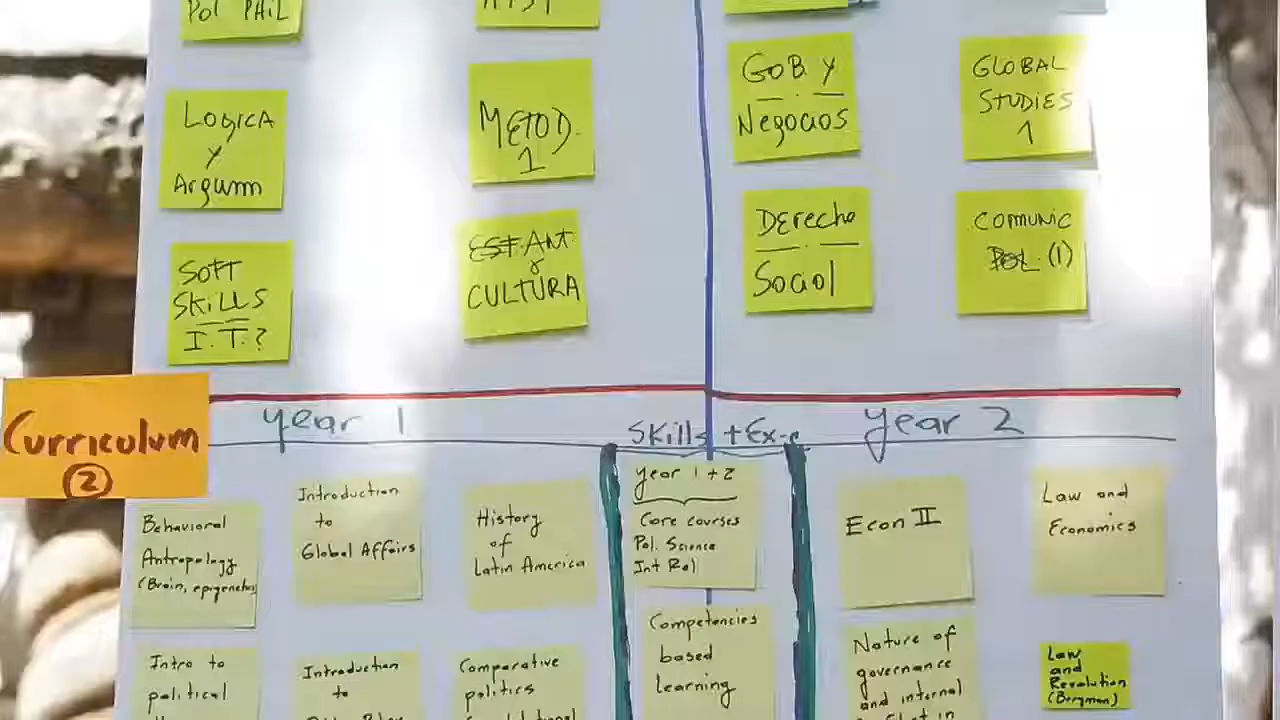 Pol PHiL
LOGICA
y
Argumm
SOFT
SKiLLS
I.T.?
METOD.
1
EST. ANT.
y
CULTURA
GOB. Y
Negocios
GLOBAL
STUDIES
1
DErecho
Social
COMUNIC
POL. (1)
Curriculum
2
year 1
Skills +
year 2
Behavioral
Antropology
(Brain, epigenetics
Introduction
to
Global Affairs
History
of
Latin America
year 1 + 2
Core courses
Pol. Science
Int Rel
Econ II
Law and
Economics
Intro to
political
Introduction
to
Comparative
politics
Competencies
based
learning
Nature of
governance
and internal
in
Law
and
Revolution
(Bergman)